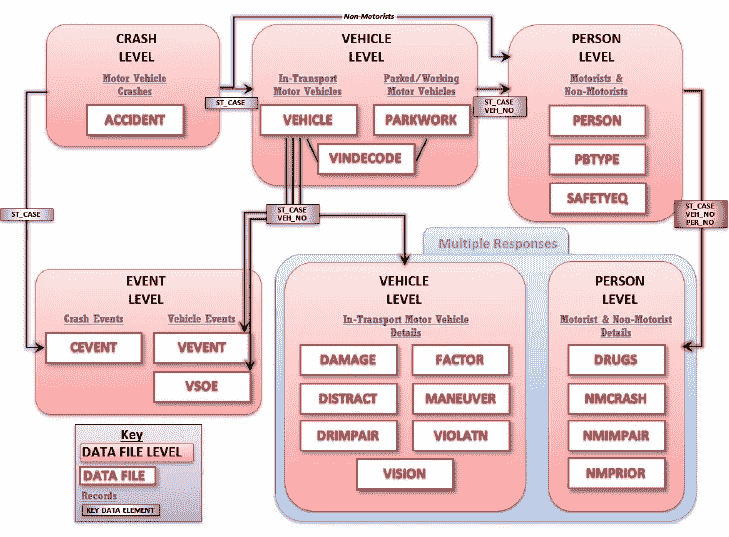 Non-Motorists
CRASH
LEVEL
Motor Vehicle
Crashes
ACCIDENT
ST_CASE
VEHICLE
LEVEL
In-Transport
Motor Vehicles
Parked/Working
Motor Vehicles
VEHICLE
PARKWORK
VINDECODE
ST_CASE
VEH_NO
PERSON
LEVEL
Motorists &
Non-Motorists
PERSON
PBTYPE
SAFETYEQ
ST_CASE
ST_CASE
VEH_NO
ST_CASE
VEH_NO
PER_NO
Multiple Responses
EVENT
LEVEL
Crash Events
Vehicle Events
CEVENT
VEVENT
VSOE
VEHICLE
LEVEL
In-Transport Motor Vehicle
Details
DAMAGE
FACTOR
DISTRACT
MANEUVER
DRIMPAIR
VIOLATN
VISION
PERSON
LEVEL
Motorist & Non-Motorist
Details
DRUGS
NMCRASH
NMIMPAIR
NMPRIOR
Key
DATA FILE LEVEL
DATA FILE
Records
KEY DATA ELEMENT